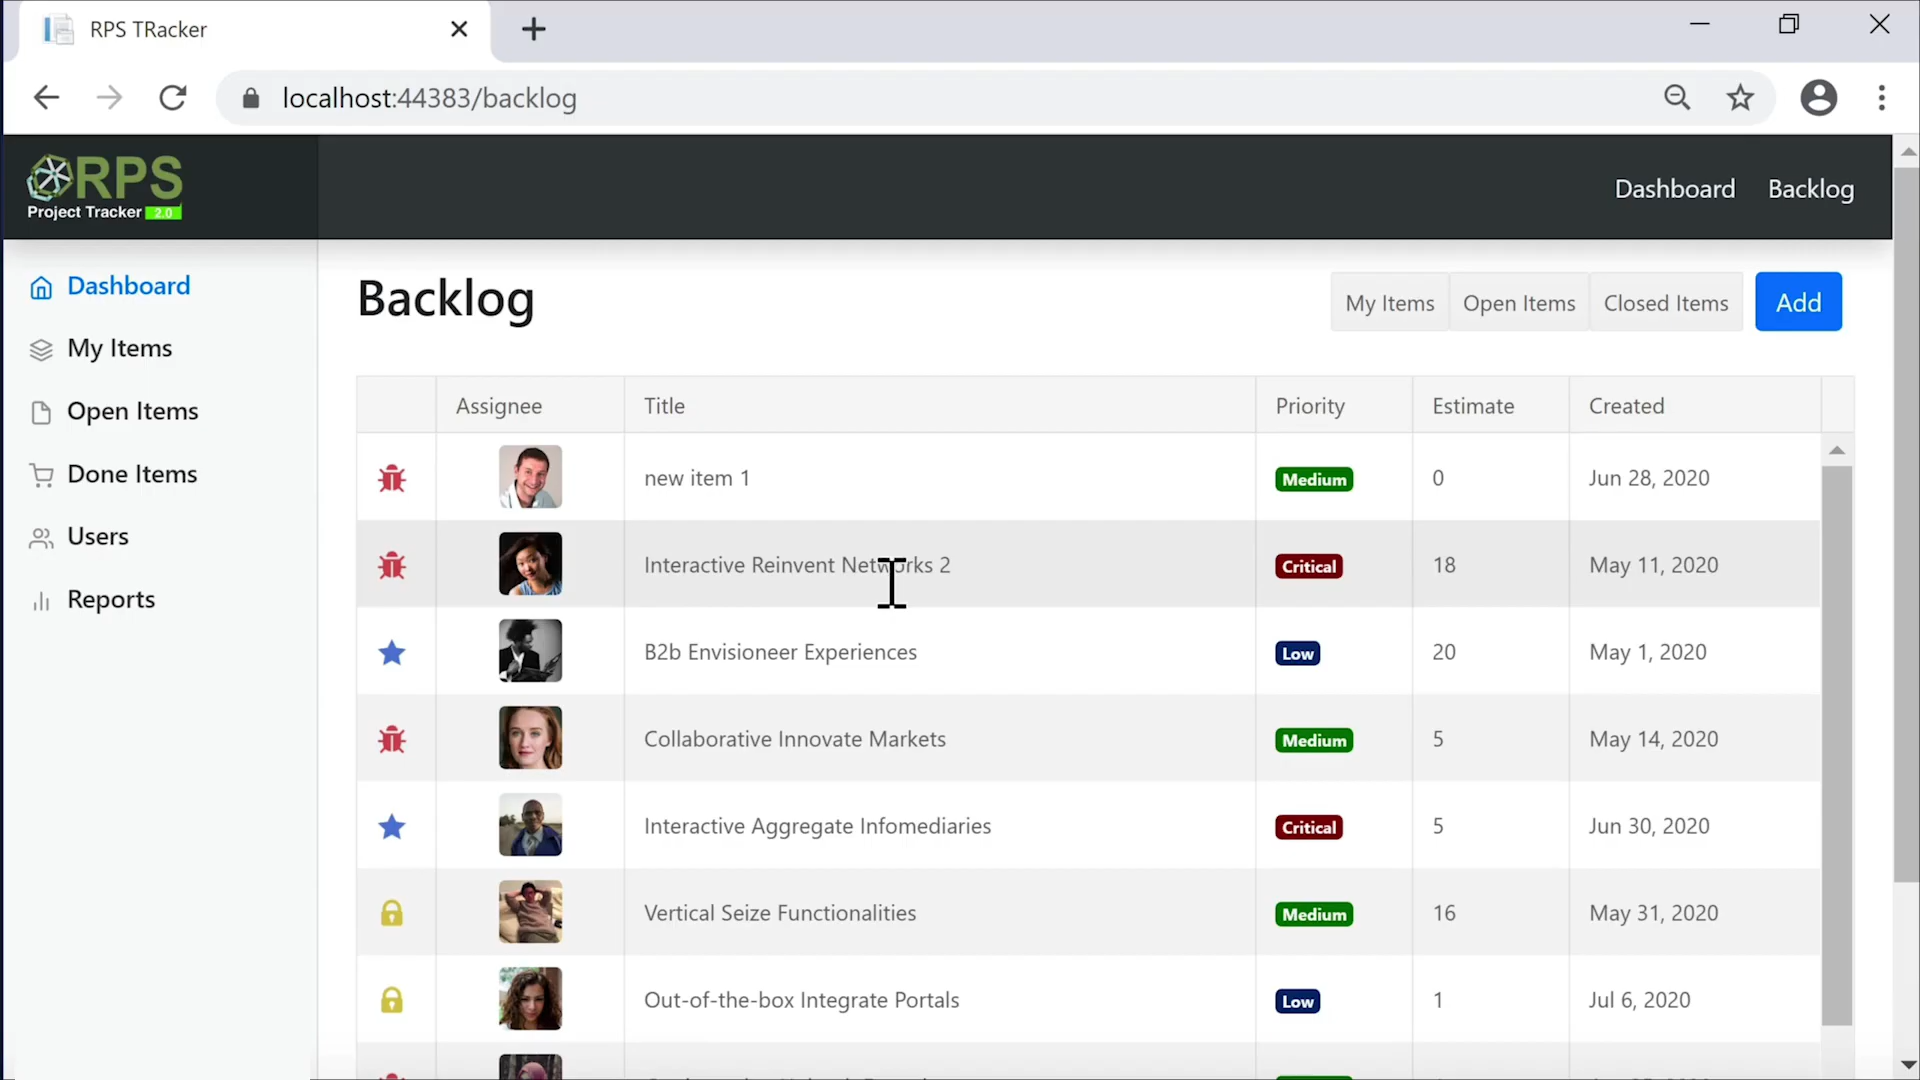 RPS TRacker
localhost:44383/backlog
RPS
Project Tracker 2.0
Dashboard Backlog
Dashboard
My Items
Open Items
Done Items
Users
Reports
Backlog
My Items Open Items Closed Items Add
Assignee Title Priority Estimate Created
new item 1 Medium 0 Jun 28, 2020
Interactive Reinvent Networks 2 Critical 18 May 11, 2020
B2b Envisioneer Experiences Low 20 May 1, 2020
Collaborative Innovate Markets Medium 5 May 14, 2020
Interactive Aggregate Infomediaries Critical 5 Jun 30, 2020
Vertical Seize Functionalities Medium 16 May 31, 2020
Out-of-the-box Integrate Portals Low 1 Jul 6, 2020